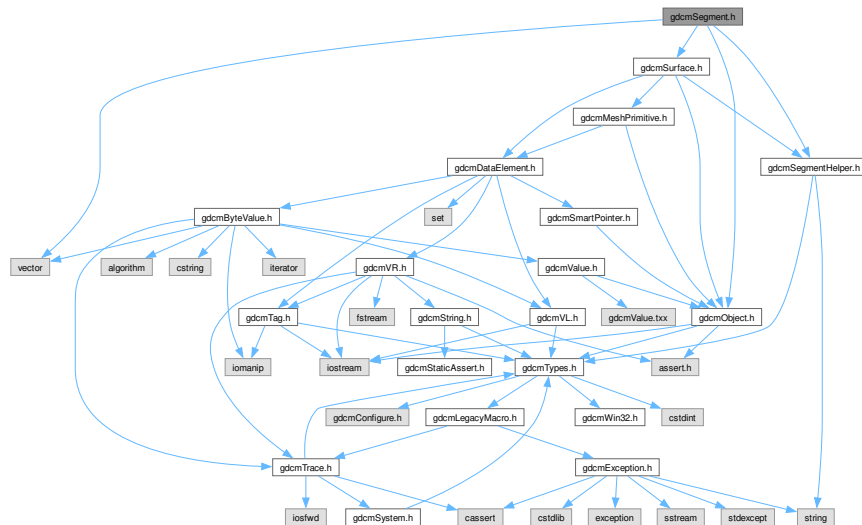 gdcmSegment.h
gdcmSurface.h
gdcmMeshPrimitive.h
gdcmDataElement.h
gdcmSegmentHelper.h
gdcmByteValue.h
set
gdcmSmartPointer.h
vector
algorithm
cstring
iterator
gdcmVR.h
gdcmValue.h
gdcmTag.h
fstream
gdcmString.h
gdcmVL.h
gdcmValue.txx
gdcmObject.h
iomanip
iostream
gdcmStaticAssert.h
gdcmTypes.h
assert.h
gdcmConfigure.h
gdcmLegacyMacro.h
gdcmWin32.h
cstdint
gdcmTrace.h
gdcmException.h
iosfwd
gdcmSystem.h
cassert
cstdlib
exception
sstream
stdexcept
string